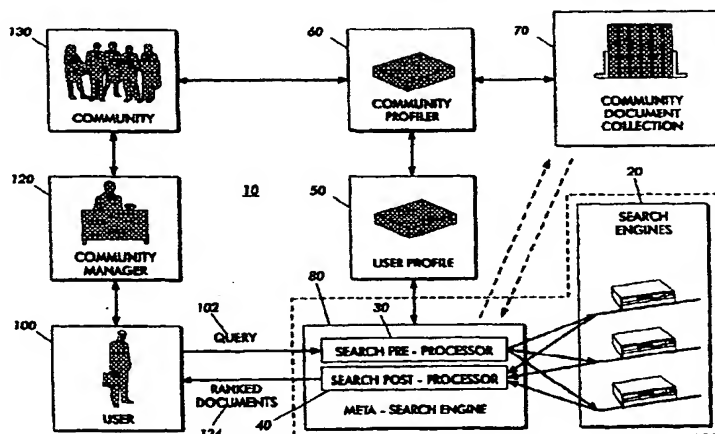 130
60
70
COMMUNITY
COMMUNITY
PROFILER
COMMUNITY
DOCUMENT
COLLECTION
120
10
50
20
COMMUNITY
MANAGER
USER PROFILE
SEARCH
ENGINES
80
100
102
30
QUERY
SEARCH PRE - PROCESSOR
SEARCH POST - PROCESSOR
RANKED
DOCUMENTS
40
META - SEARCH ENGINE
USER